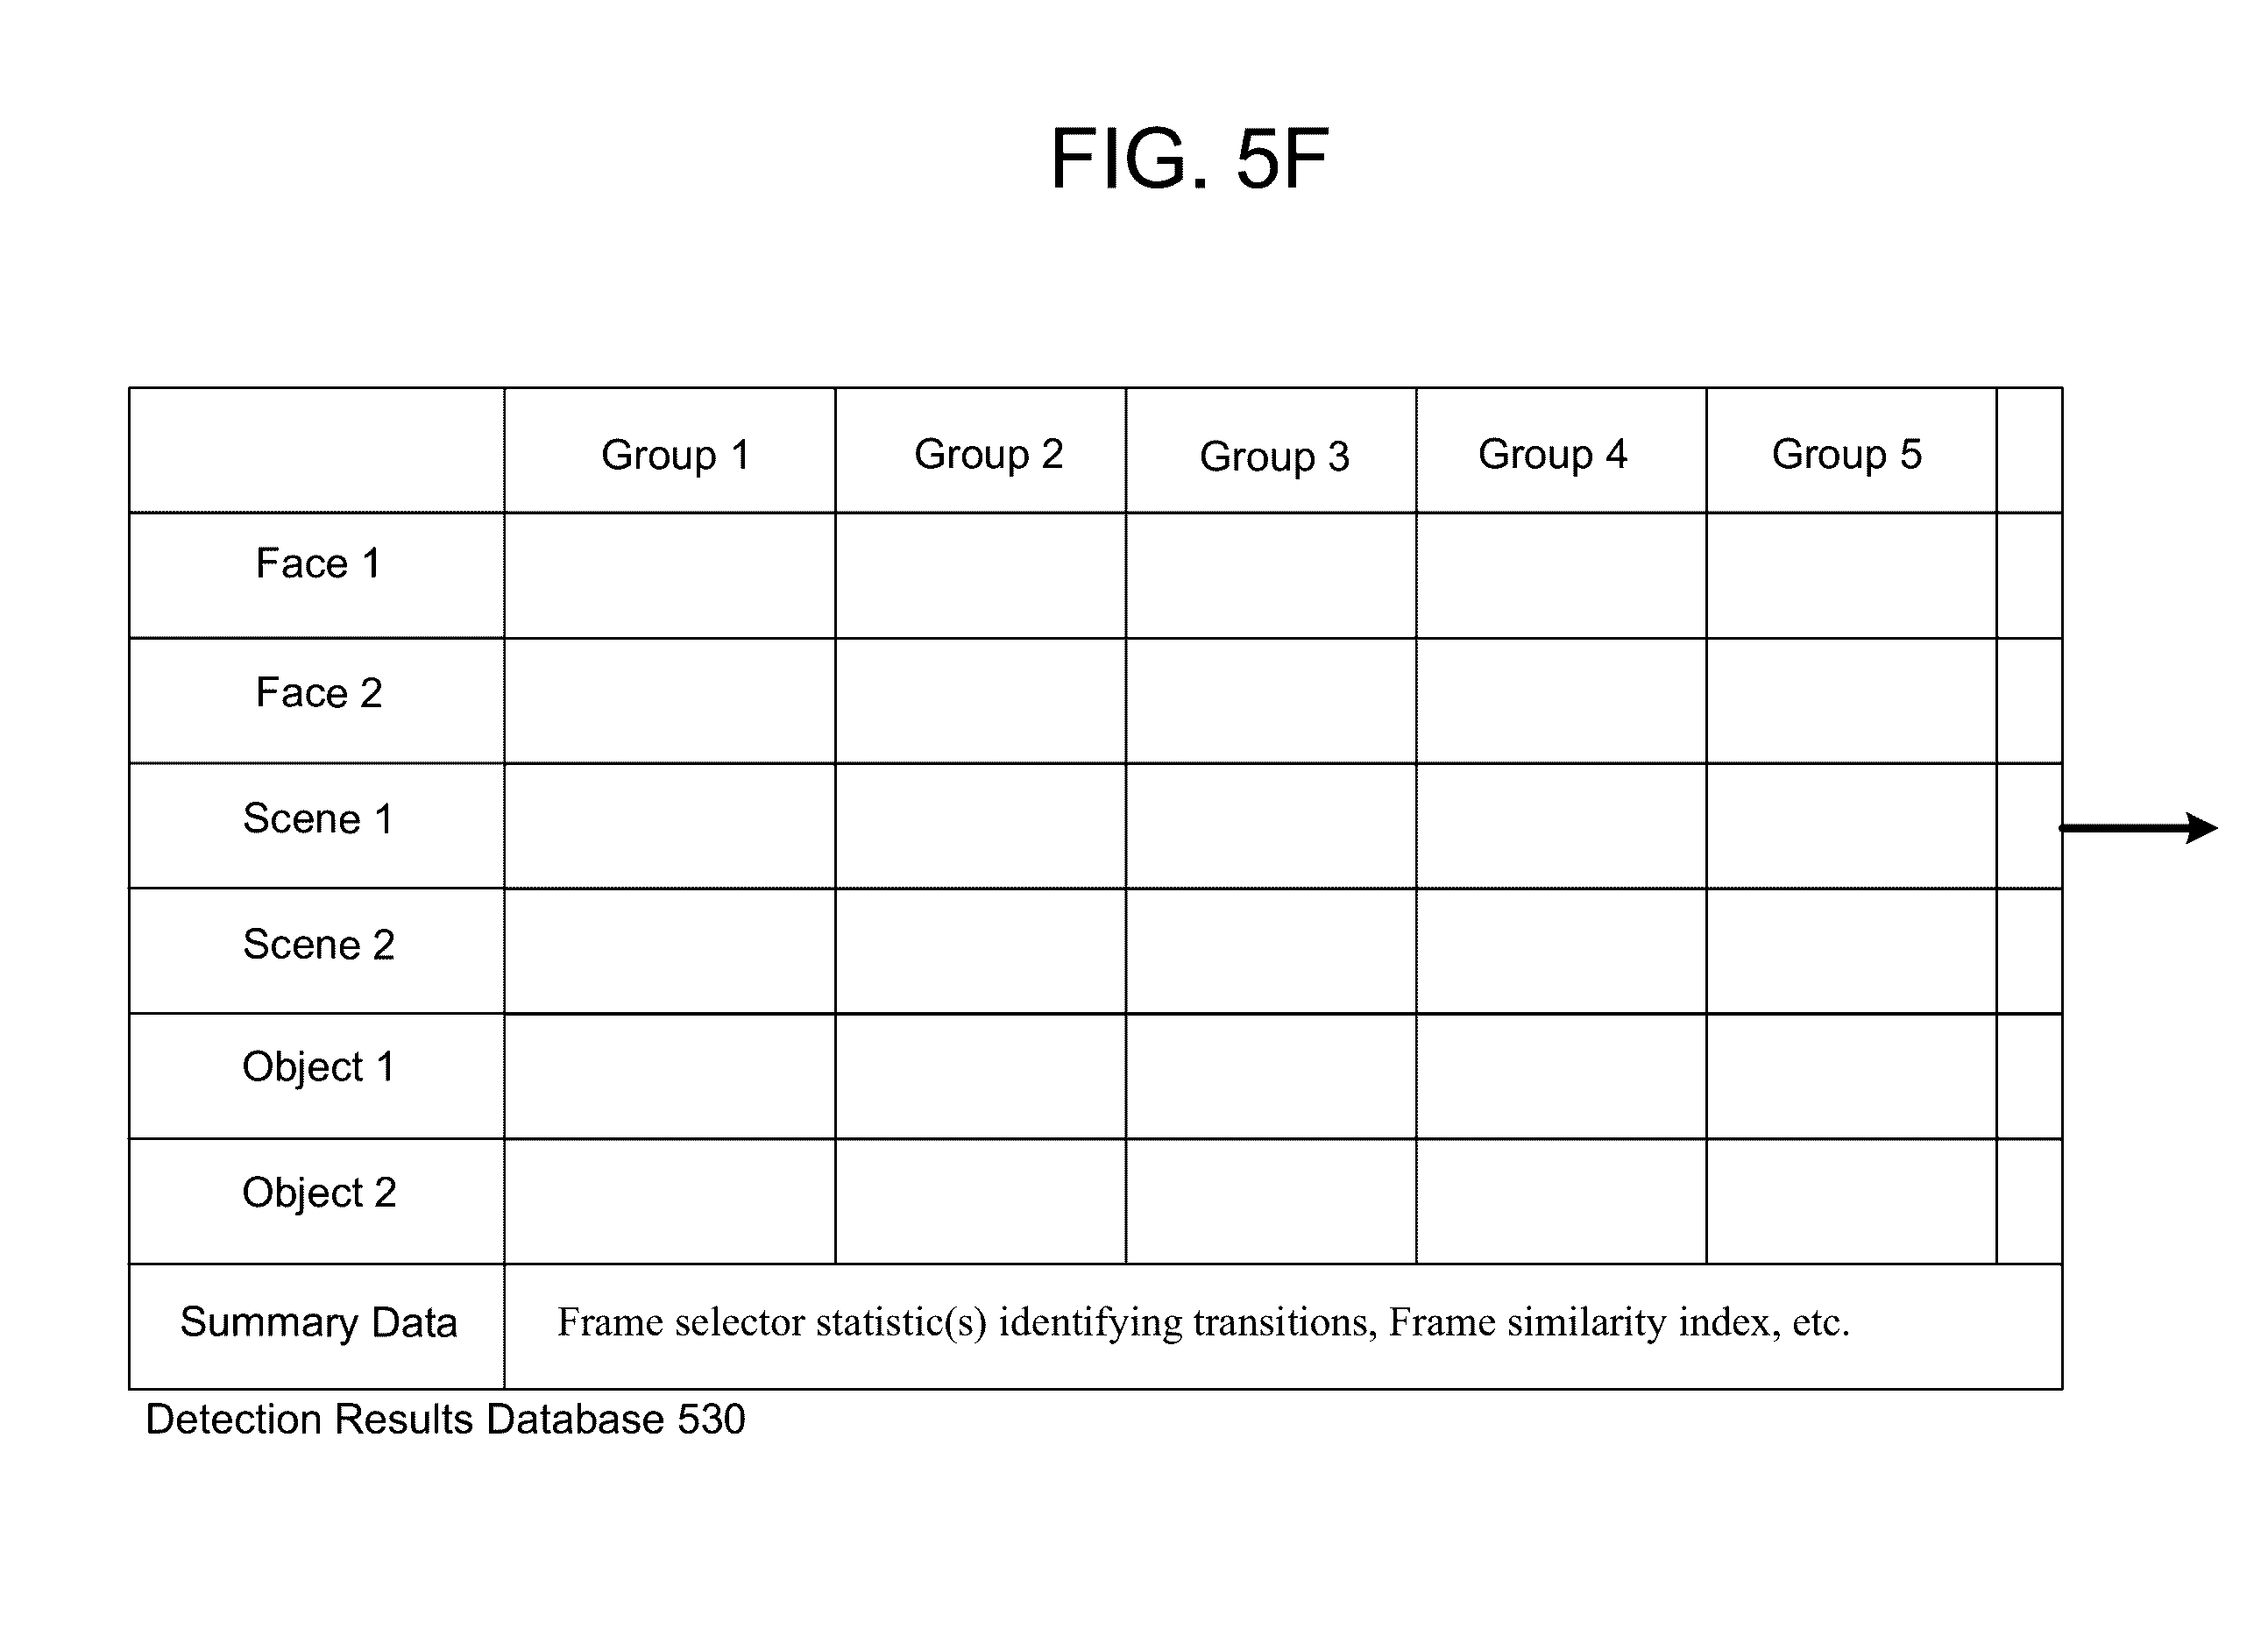 FIG. 5F
Group 1 Group 2 Group 3 Group 4 Group 5
Face 1
Face 2
Scene 1
Scene 2
Object 1
Object 2
Summary Data Frame selector statistic(s) identifying transitions, Frame similarity index, etc.
Detection Results Database 530